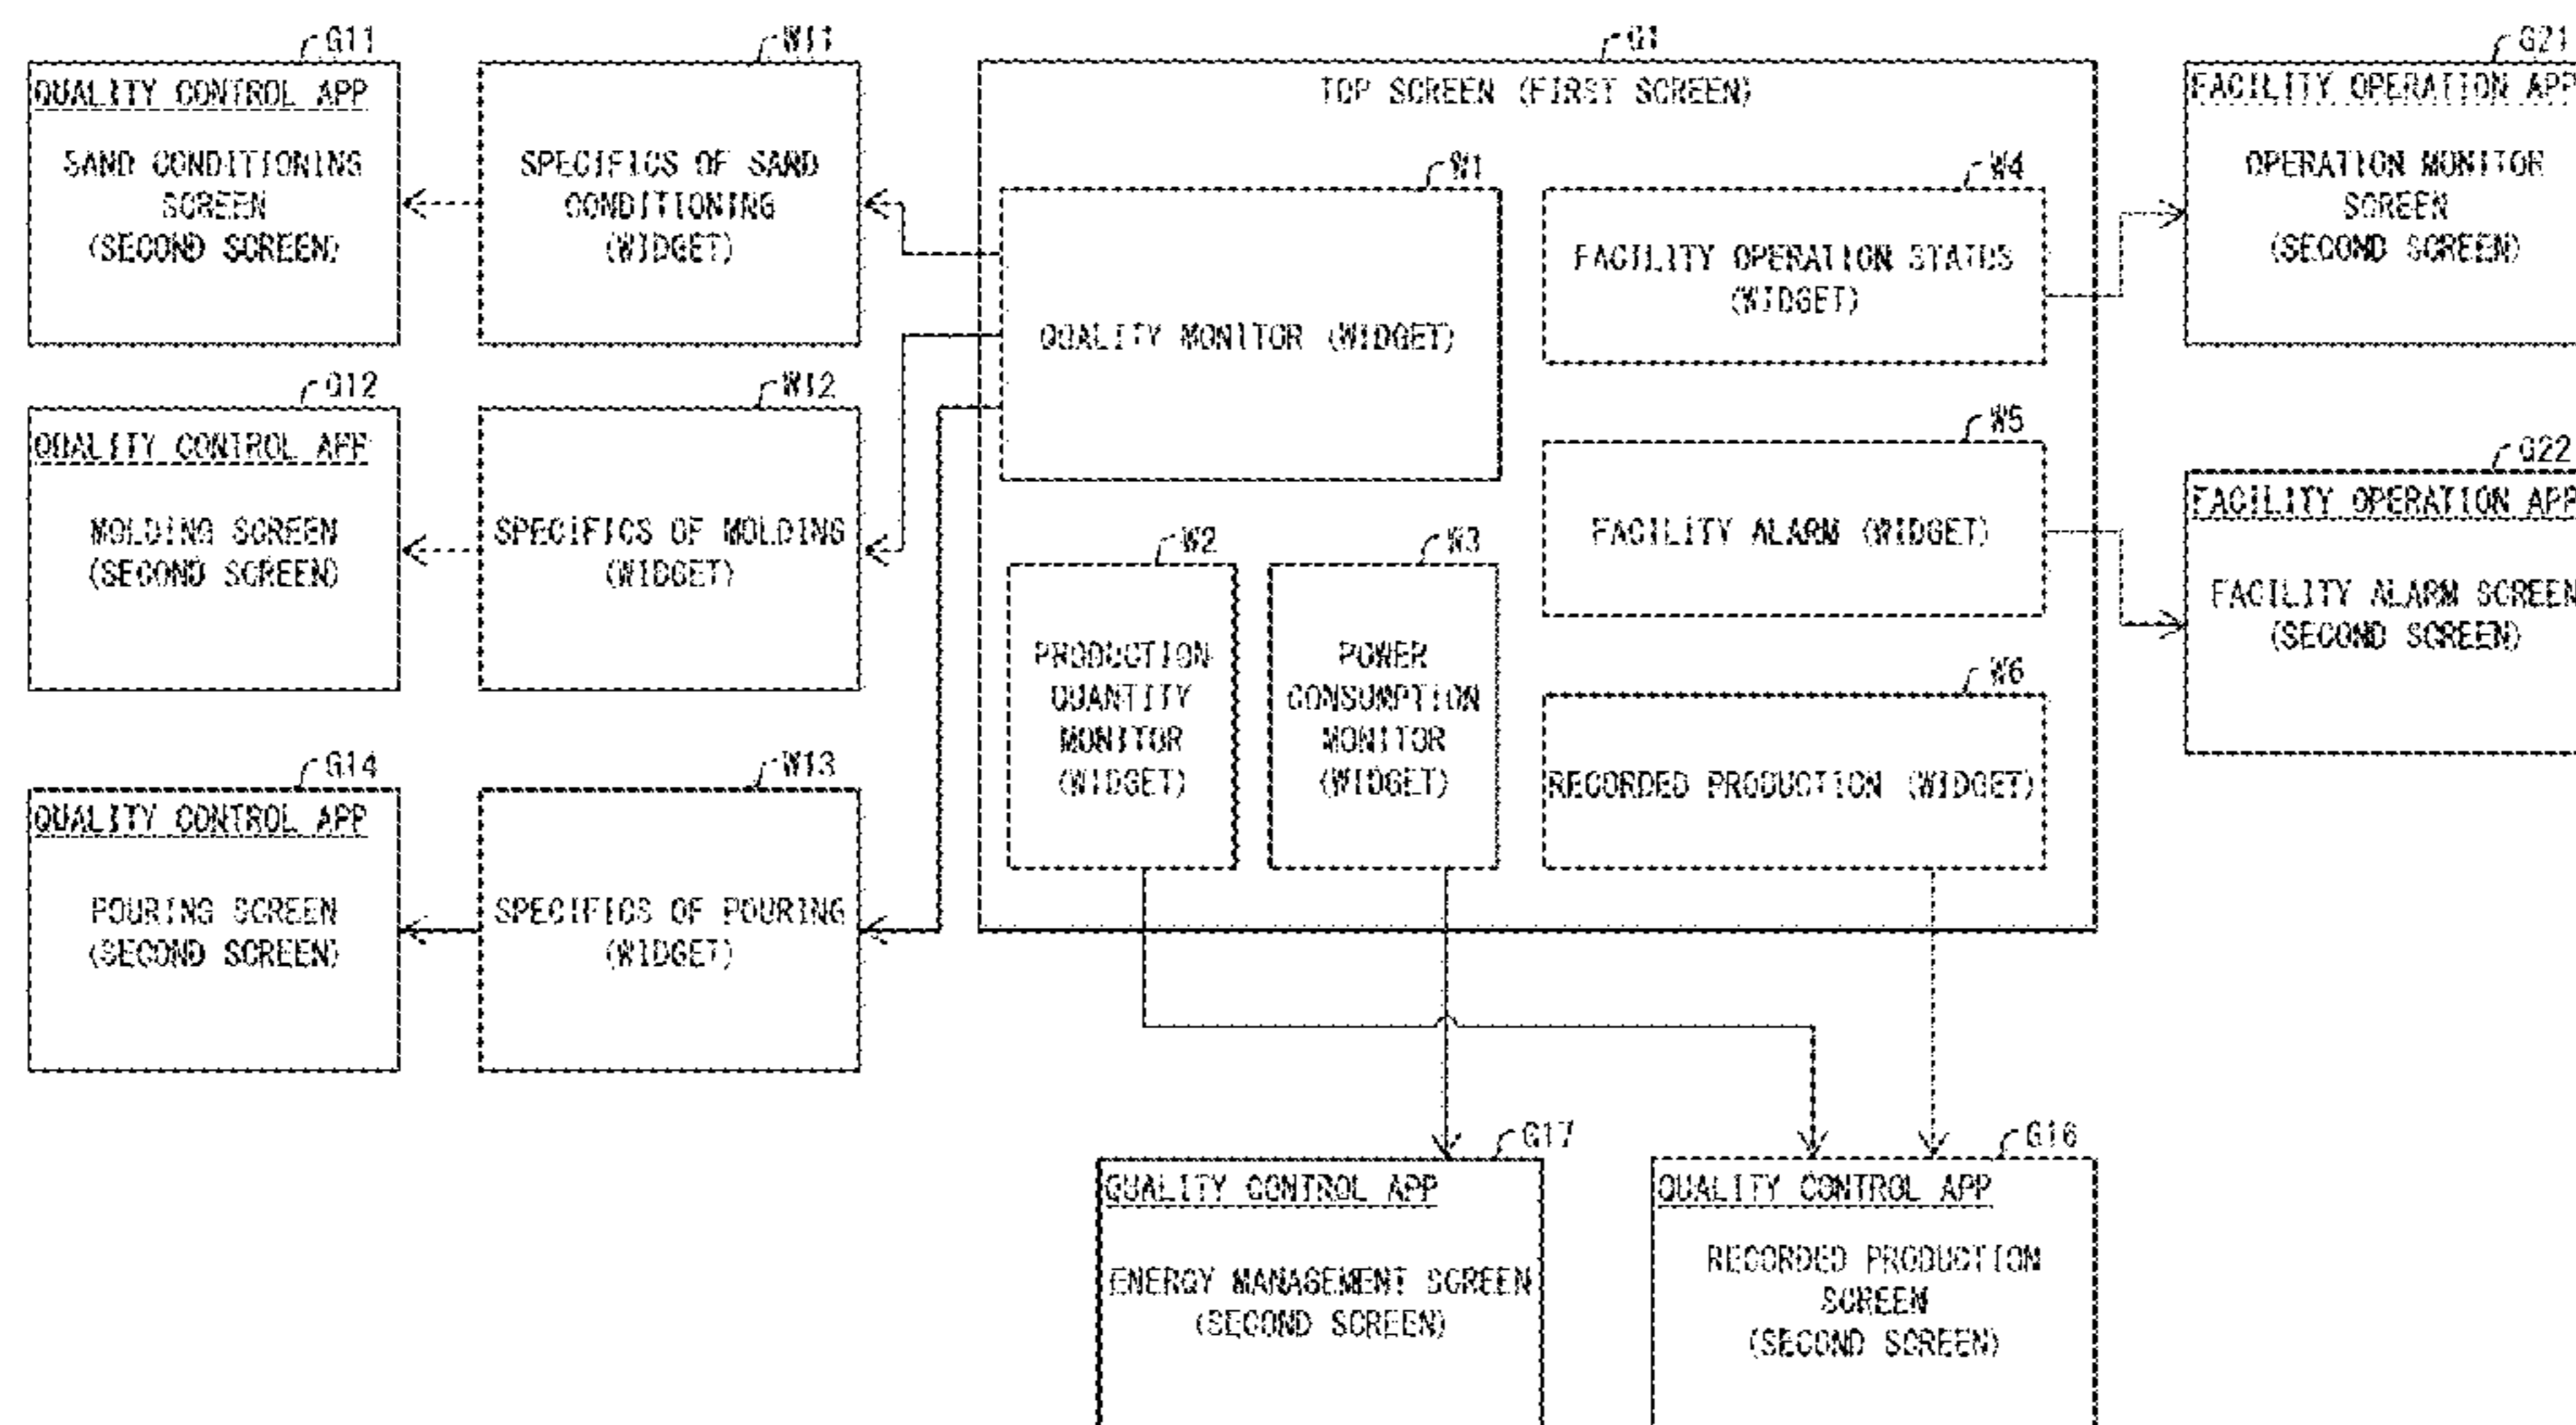 G11
QUALITY CONTROL APP
SAND CONDITIONING
SCREEN
(SECOND SCREEN)
W11
SPECIFICS OF SAND
CONDITIONING
(WIDGET)
G12
QUALITY CONTROL APP
MOLDING SCREEN
(SECOND SCREEN)
W12
SPECIFICS OF MOLDING
(WIDGET)
G14
QUALITY CONTROL APP
POURING SCREEN
(SECOND SCREEN)
W13
SPECIFICS OF POURING
(WIDGET)
G1
TOP SCREEN (FIRST SCREEN)
W1
QUALITY MONITOR (WIDGET)
W2
PRODUCTION
QUANTITY
MONITOR
(WIDGET)
W3
POWER
CONSUMPTION
MONITOR
(WIDGET)
W4
FACILITY OPERATION STATUS
(WIDGET)
W5
FACILITY ALARM (WIDGET)
W6
RECORDED PRODUCTION (WIDGET)
G21
FACILITY OPERATION APP
OPERATION MONITOR
SCREEN
(SECOND SCREEN)
G22
FACILITY OPERATION APP
FACILITY ALARM SCREEN
(SECOND SCREEN)
G17
QUALITY CONTROL APP
ENERGY MANAGEMENT SCREEN
(SECOND SCREEN)
G16
QUALITY CONTROL APP
RECORDED PRODUCTION
SCREEN
(SECOND SCREEN)